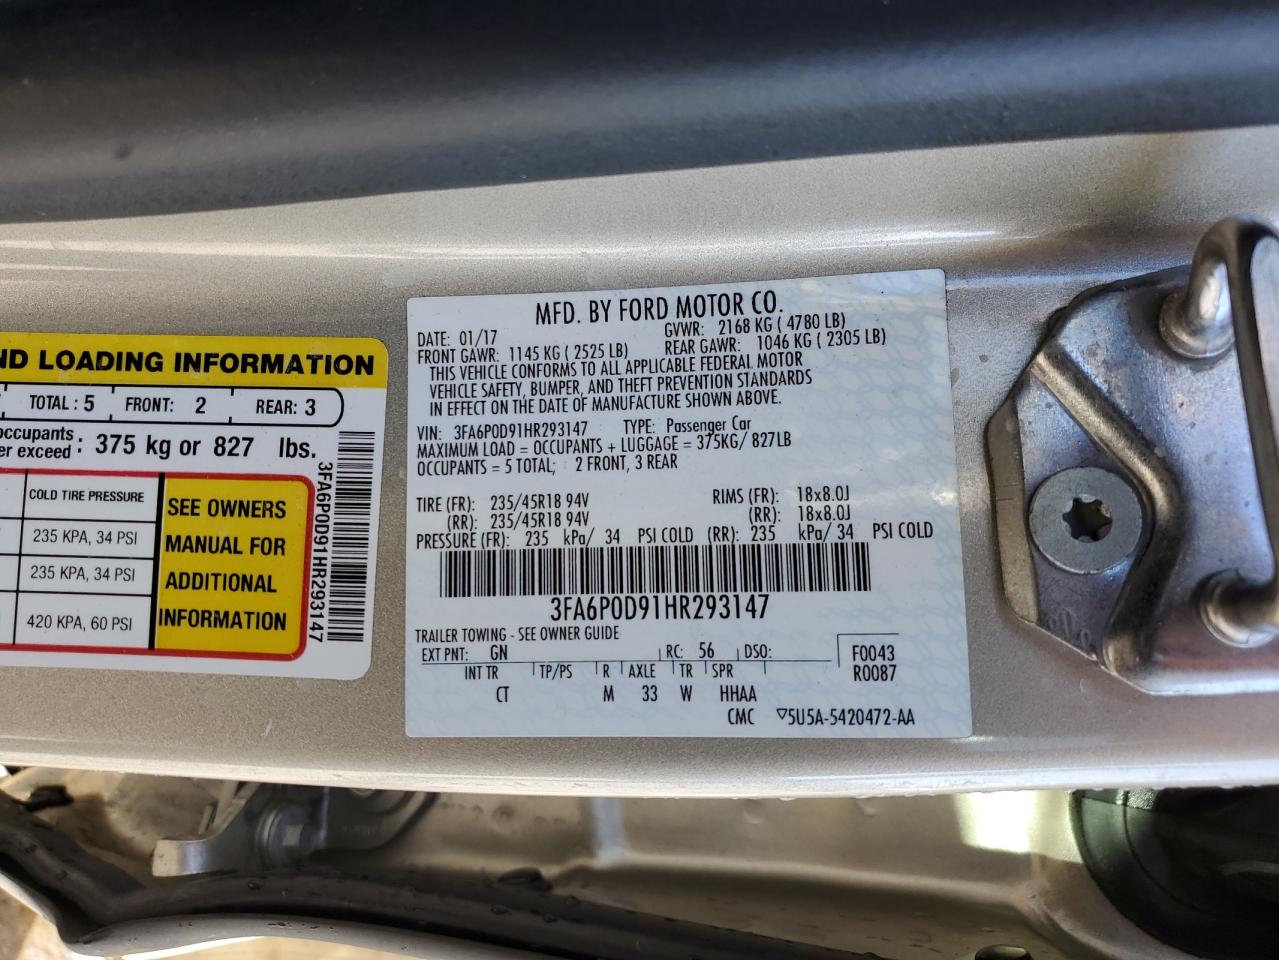 ND LOADING INFORMATION
TOTAL : 5 FRONT: 2 REAR: 3
occupants
er exceed : 375 kg or 827 lbs.
COLD TIRE PRESSURE
235 KPA, 34 PSI
235 KPA, 34 PSI
420 KPA, 60 PSI
SEE OWNERS
MANUAL FOR
ADDITIONAL
INFORMATION
3FA6P0D91HR293147
MFD. BY FORD MOTOR CO.
DATE: 01/17 GVWR: 2168 KG ( 4780 LB)
FRONT GAWR: 1145 KG ( 2525 LB) REAR GAWR: 1046 KG ( 2305 LB)
THIS VEHICLE CONFORMS TO ALL APPLICABLE FEDERAL MOTOR
VEHICLE SAFETY, BUMPER, AND THEFT PREVENTION STANDARDS
IN EFFECT ON THE DATE OF MANUFACTURE SHOWN ABOVE.
VIN: 3FA6P0D91HR293147 TYPE: Passenger Car
MAXIMUM LOAD = OCCUPANTS + LUGGAGE = 375KG/ 827LB
OCCUPANTS = 5 TOTAL; 2 FRONT, 3 REAR
TIRE (FR): 235/45R18 94V RIMS (FR): 18x8.0J
(RR): 235/45R18 94V (RR): 18x8.0J
PRESSURE (FR): 235 kPa/ 34 PSI COLD (RR): 235 kPa/ 34 PSI COLD
3FA6P0D91HR293147
TRAILER TOWING - SEE OWNER GUIDE
EXT PNT: GN RC: 56 DSO: F0043
R0087
INT TR TP/PS R AXLE TR SPR
CT M 33 W HHAA
CMC ▽5U5A-5420472-AA